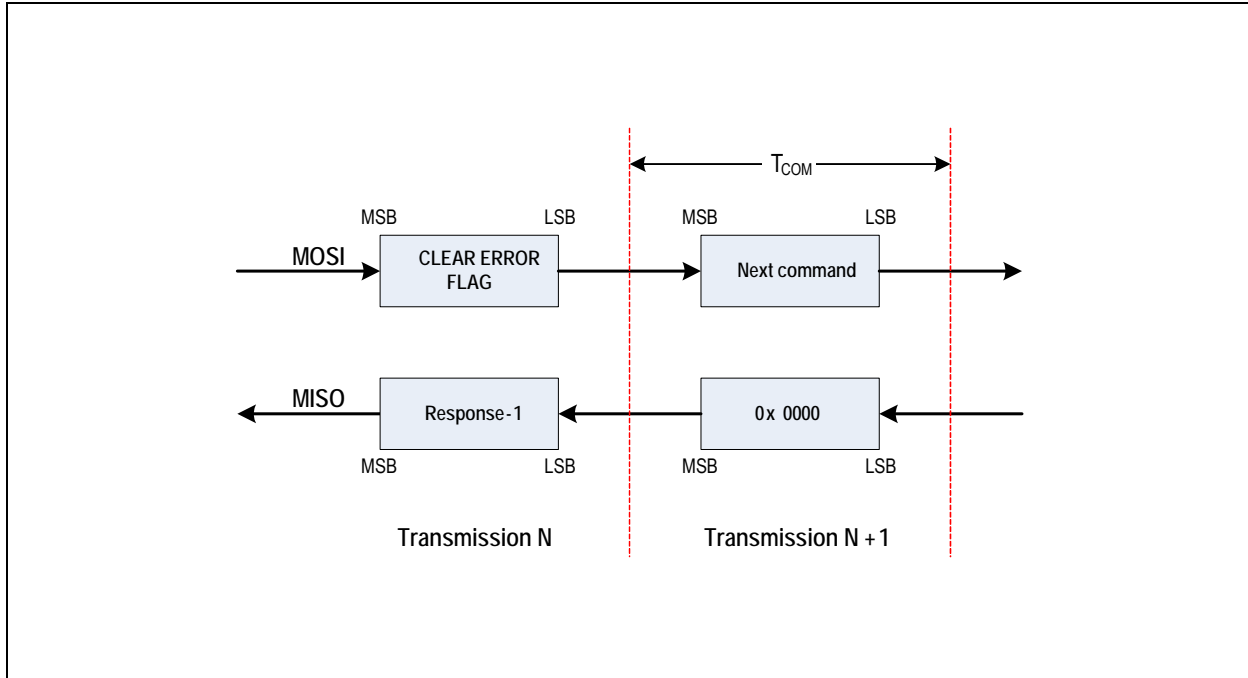 T_COM
MSB LSB MSB LSB
MOSI CLEAR ERROR Next command
FLAG
MISO Response-1 0x 0000
MSB LSB MSB LSB
Transmission N Transmission N + 1